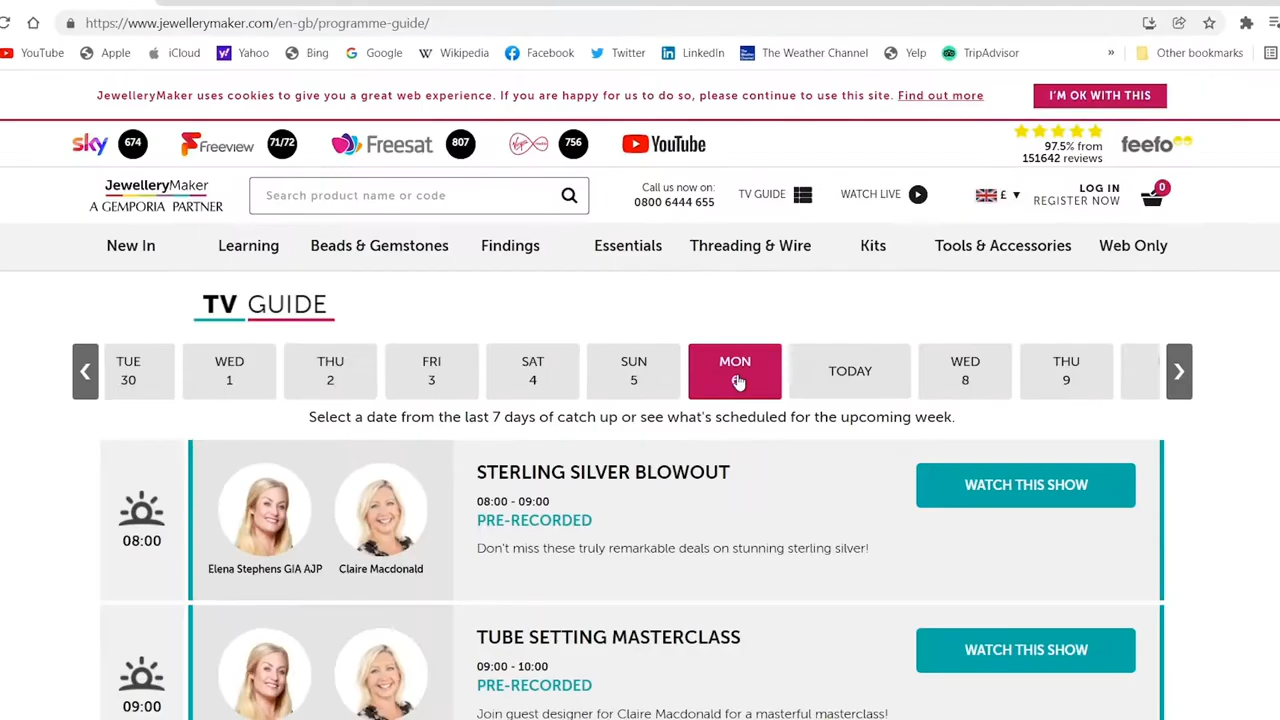 https://www.jewellerymaker.com/en-gb/programme-guide/
YouTube Apple iCloud Yahoo Bing Google Wikipedia Facebook Twitter LinkedIn The Weather Channel Yelp TripAdvisor » Other bookmarks
JewelleryMaker uses cookies to give you a great web experience. If you are happy for us to do so, please continue to use this site. Find out more
I'M OK WITH THIS
sky 674 Freeview 71/72 Freesat 807 Virgin 756 YouTube
97.5% from
151642 reviews
feefo
JewelleryMaker
A GEMPORIA PARTNER
Search product name or code
Call us now on:
0800 6444 655
TV GUIDE
WATCH LIVE
£ ▼
LOG IN
REGISTER NOW
0
New In Learning Beads & Gemstones Findings Essentials Threading & Wire Kits Tools & Accessories Web Only
TV GUIDE
TUE WED THU FRI SAT SUN MON TODAY WED THU
30 1 2 3 4 5 8 9
Select a date from the last 7 days of catch up or see what's scheduled for the upcoming week.
08:00
Elena Stephens GIA AJP
Claire Macdonald
STERLING SILVER BLOWOUT
08:00 - 09:00
PRE-RECORDED
Don't miss these truly remarkable deals on stunning sterling silver!
WATCH THIS SHOW
09:00
TUBE SETTING MASTERCLASS
09:00 - 10:00
PRE-RECORDED
Join guest designer for Claire Macdonald for a masterful masterclass!
WATCH THIS SHOW